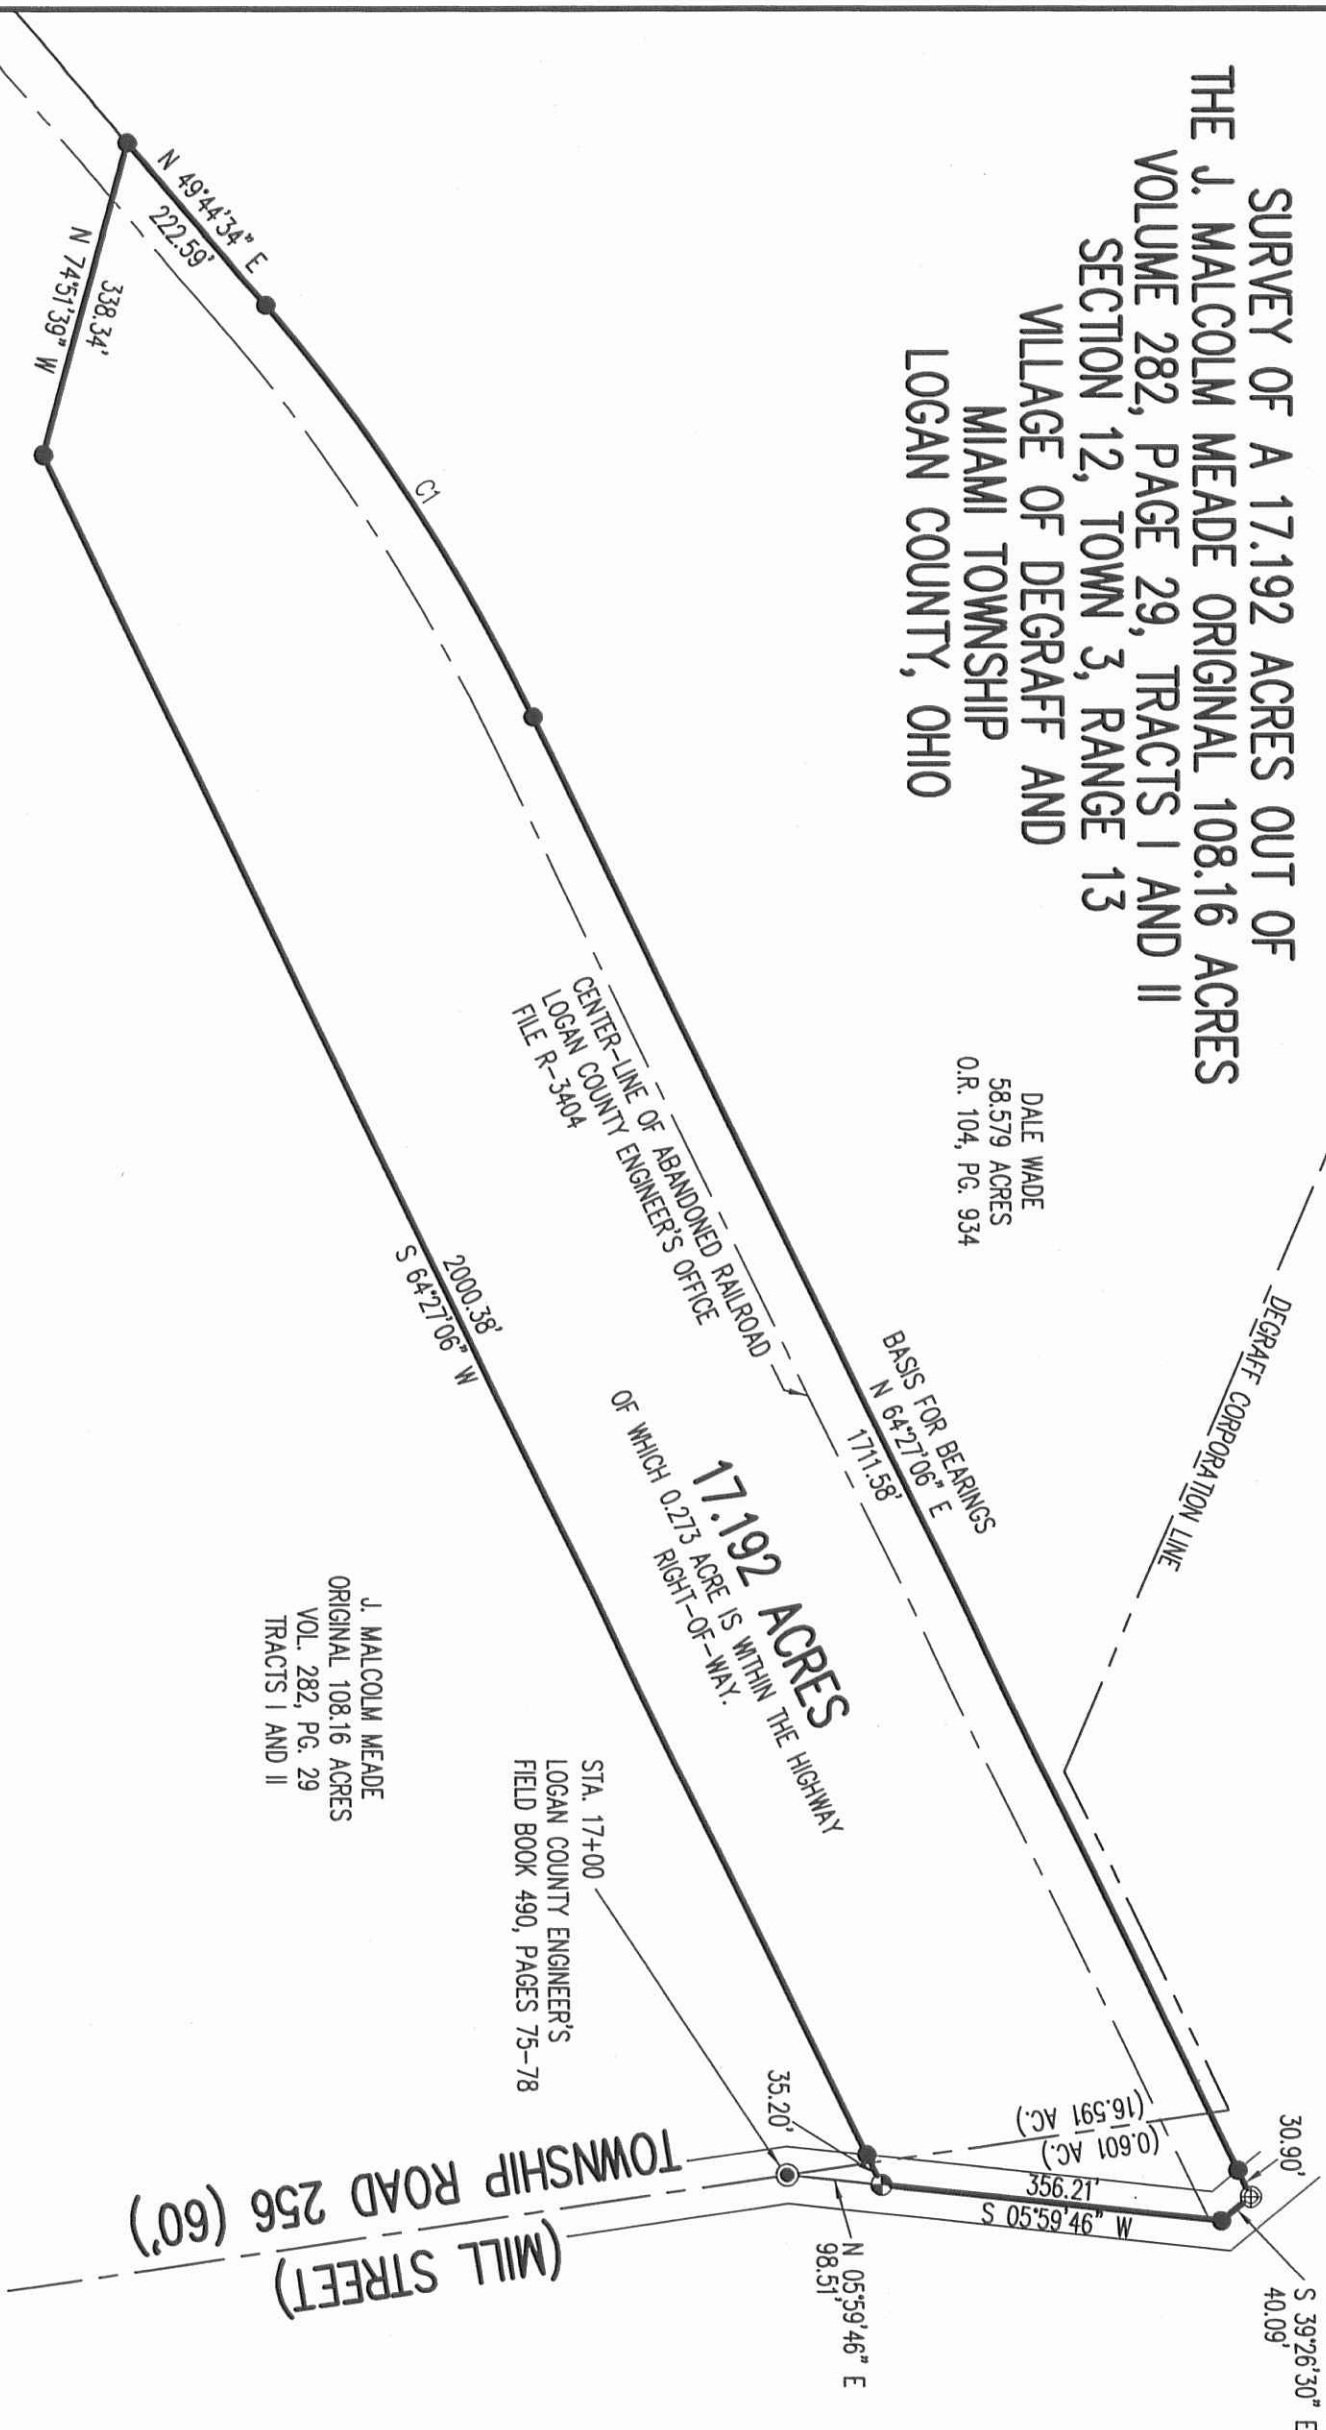 SURVEY OF A 17.192 ACRES OUT OF
THE J. MALCOLM MEADE ORIGINAL 108.16 ACRES
VOLUME 282, PAGE 29, TRACTS I AND II
SECTION 12, TOWN 3, RANGE 13
VILLAGE OF DEGRAFF AND
MIAMI TOWNSHIP
LOGAN COUNTY, OHIO
DEGRAFF CORPORATION LINE
DALE WADE
58.579 ACRES
O.R. 104, PG. 934
N 49°44'34" E
222.59'
338.34'
N 74°51'39" W
C1
CENTER-LINE OF ABANDONED RAILROAD
LOGAN COUNTY ENGINEER'S OFFICE
FILE R-3404
BASIS FOR BEARINGS
N 64°27'06" E
1711.58'
2000.38'
S 64°27'06" W
17.192 ACRES
OF WHICH 0.273 ACRE IS WITHIN THE HIGHWAY
RIGHT-OF-WAY.
J. MALCOLM MEADE
ORIGINAL 108.16 ACRES
VOL. 282, PG. 29
TRACTS I AND II
STA. 17+00
LOGAN COUNTY ENGINEER'S
FIELD BOOK 490, PAGES 75-78
30.90'
S 39°26'30" E
40.09'
(16.591 AC.)
(0.601 AC.)
356.21'
S 05°59'46" W
35.20'
N 05°59'46" E
98.51'
TOWNSHIP ROAD 256 (60')
(MILL STREET)